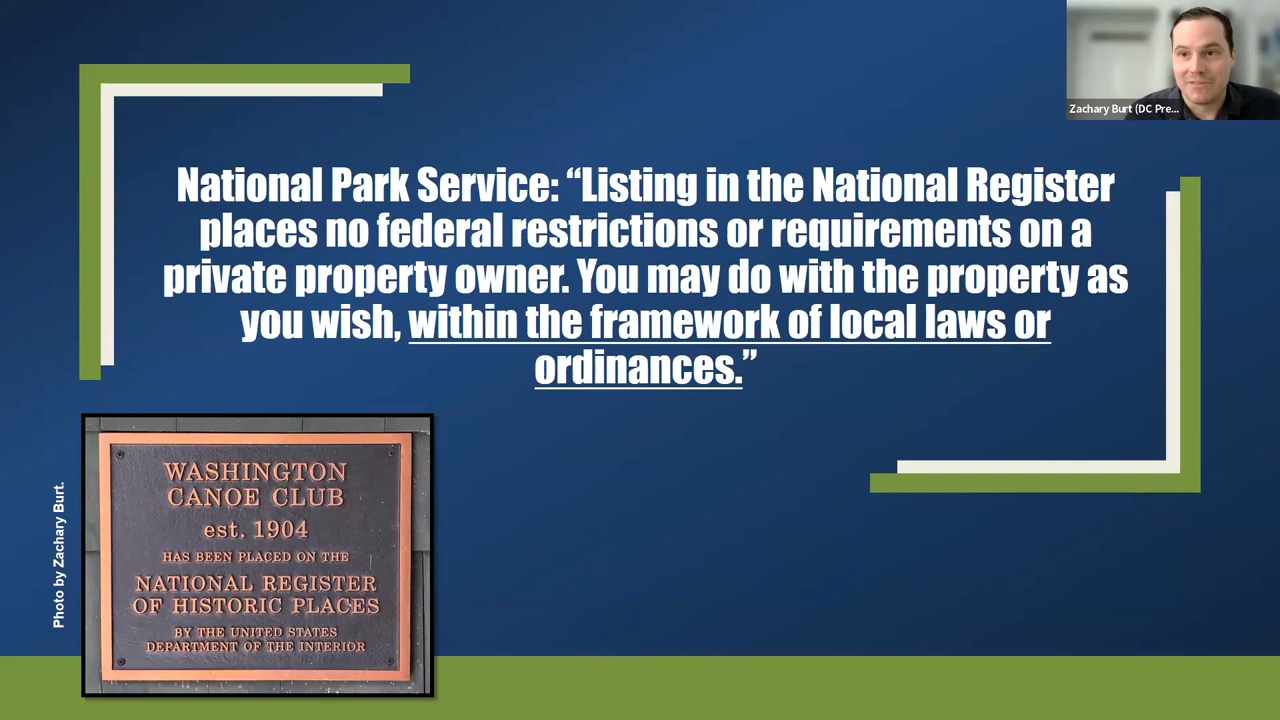 Zachary Burt (DC Pre...
National Park Service: “Listing in the National Register
places no federal restrictions or requirements on a
private property owner. You may do with the property as
you wish, within the framework of local laws or
ordinances.”
Photo by Zachary Burt.
WASHINGTON
CANOE CLUB
est. 1904
HAS BEEN PLACED ON THE
NATIONAL REGISTER
OF HISTORIC PLACES
BY THE UNITED STATES
DEPARTMENT OF THE INTERIOR